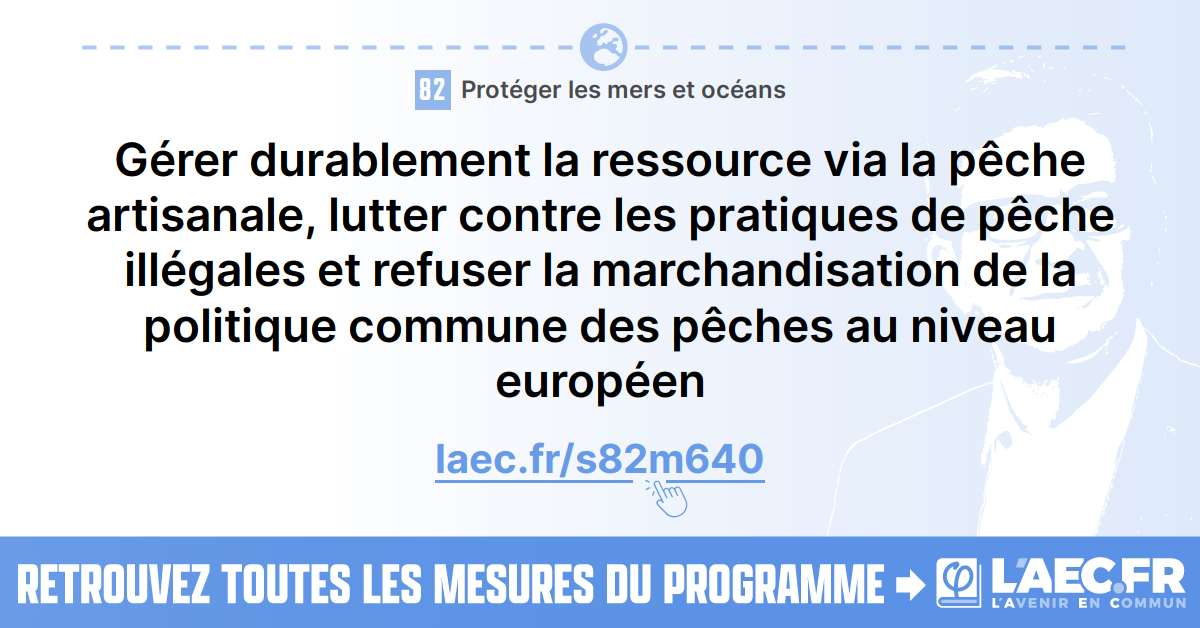 82 Protéger les mers et océans
Gérer durablement la ressource via la pêche
artisanale, lutter contre les pratiques de pêche
illégales et refuser la marchandisation de la
politique commune des pêches au niveau
européen
laec.fr/s82m640
RETROUVEZ TOUTES LES MESURES DU PROGRAMME
φ L'AEC.FR
L'AVENIR EN COMMUN